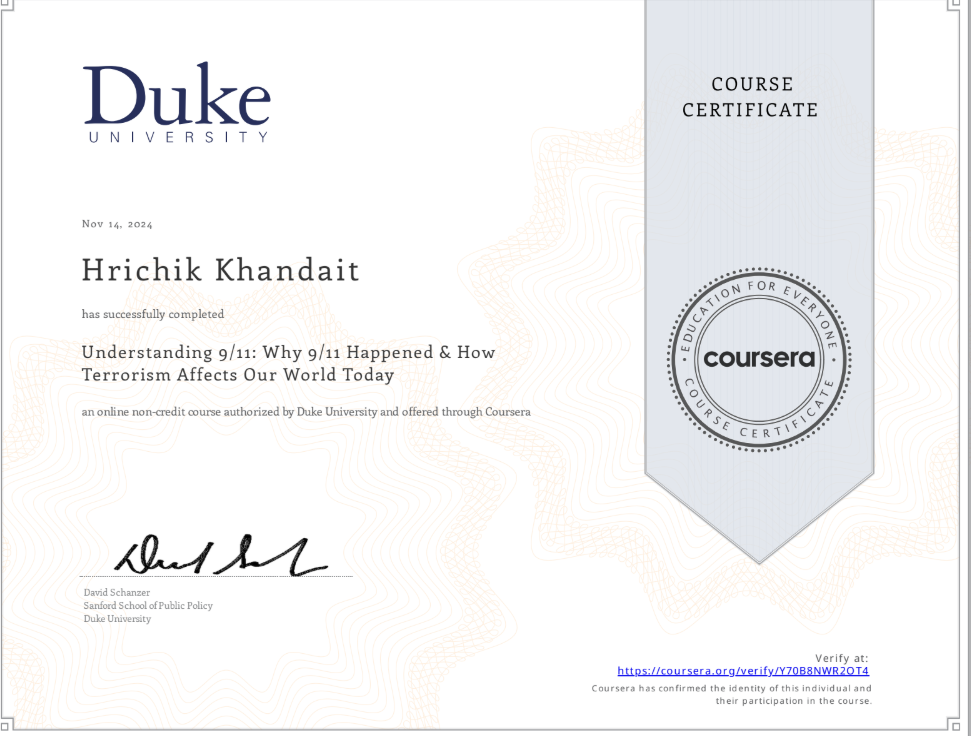 Duke
UNIVERSITY
COURSE
CERTIFICATE
Nov 14, 2024
Hrichik Khandait
has successfully completed
Understanding 9/11: Why 9/11 Happened & How
Terrorism Affects Our World Today
an online non-credit course authorized by Duke University and offered through Coursera
EDUCATION FOR EVERYONE
coursera
COURSE CERTIFICATE
David Schanzer
Sanford School of Public Policy
Duke University
Verify at:
https://coursera.org/verify/Y70B8NWR2OT4
Coursera has confirmed the identity of this individual and
their participation in the course.